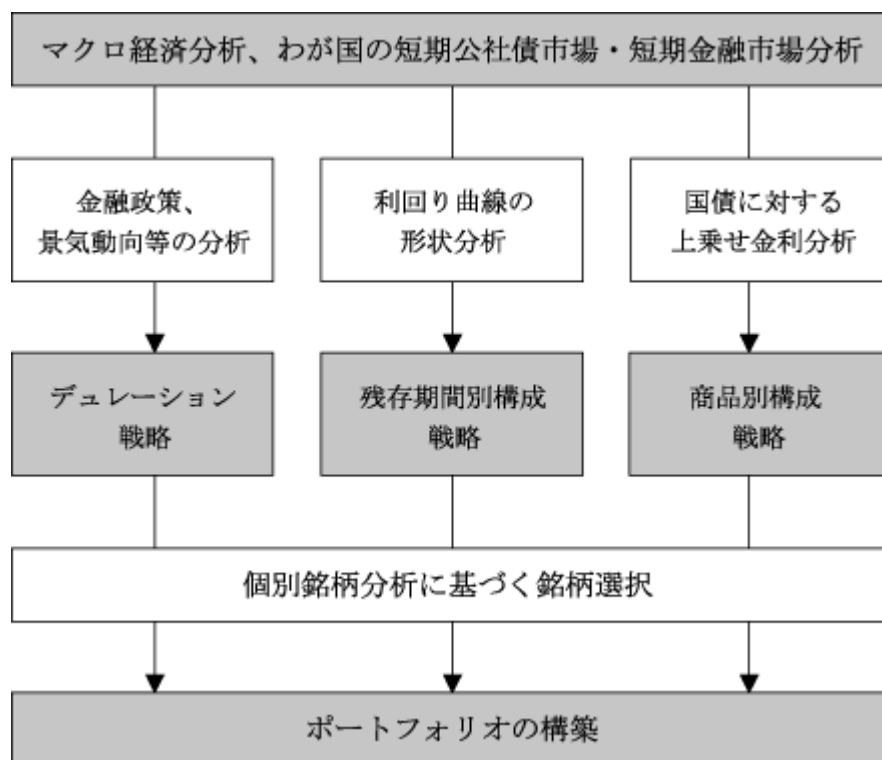 マクロ経済分析、わが国の短期公社債市場・短期金融市場分析
金融政策、
景気動向等の分析
利回り曲線の
形状分析
国債に対する
上乗せ金利分析
デュレーション
戦略
残存期間別構成
戦略
商品別構成
戦略
個別銘柄分析に基づく銘柄選択
ポートフォリオの構築